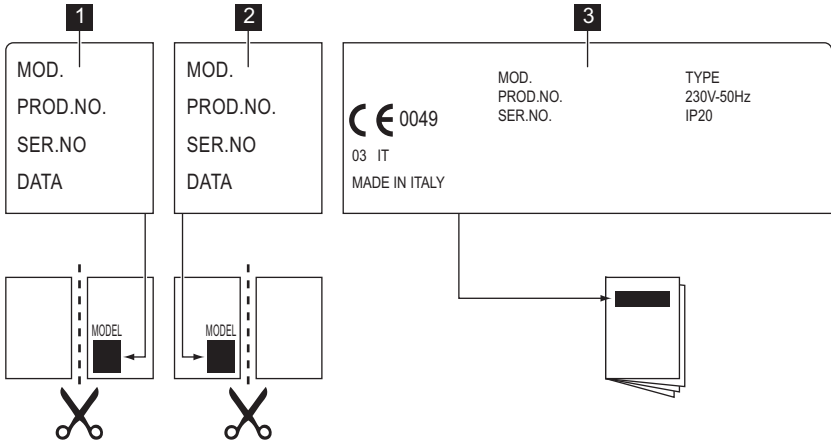 1
MOD.
PROD.NO.
SER.NO
DATA
2
MOD.
PROD.NO.
SER.NO
DATA
3
MOD.
PROD.NO.
SER.NO.
TYPE
230V-50Hz
IP20
CE 0049
03 IT
MADE IN ITALY
MODEL
MODEL